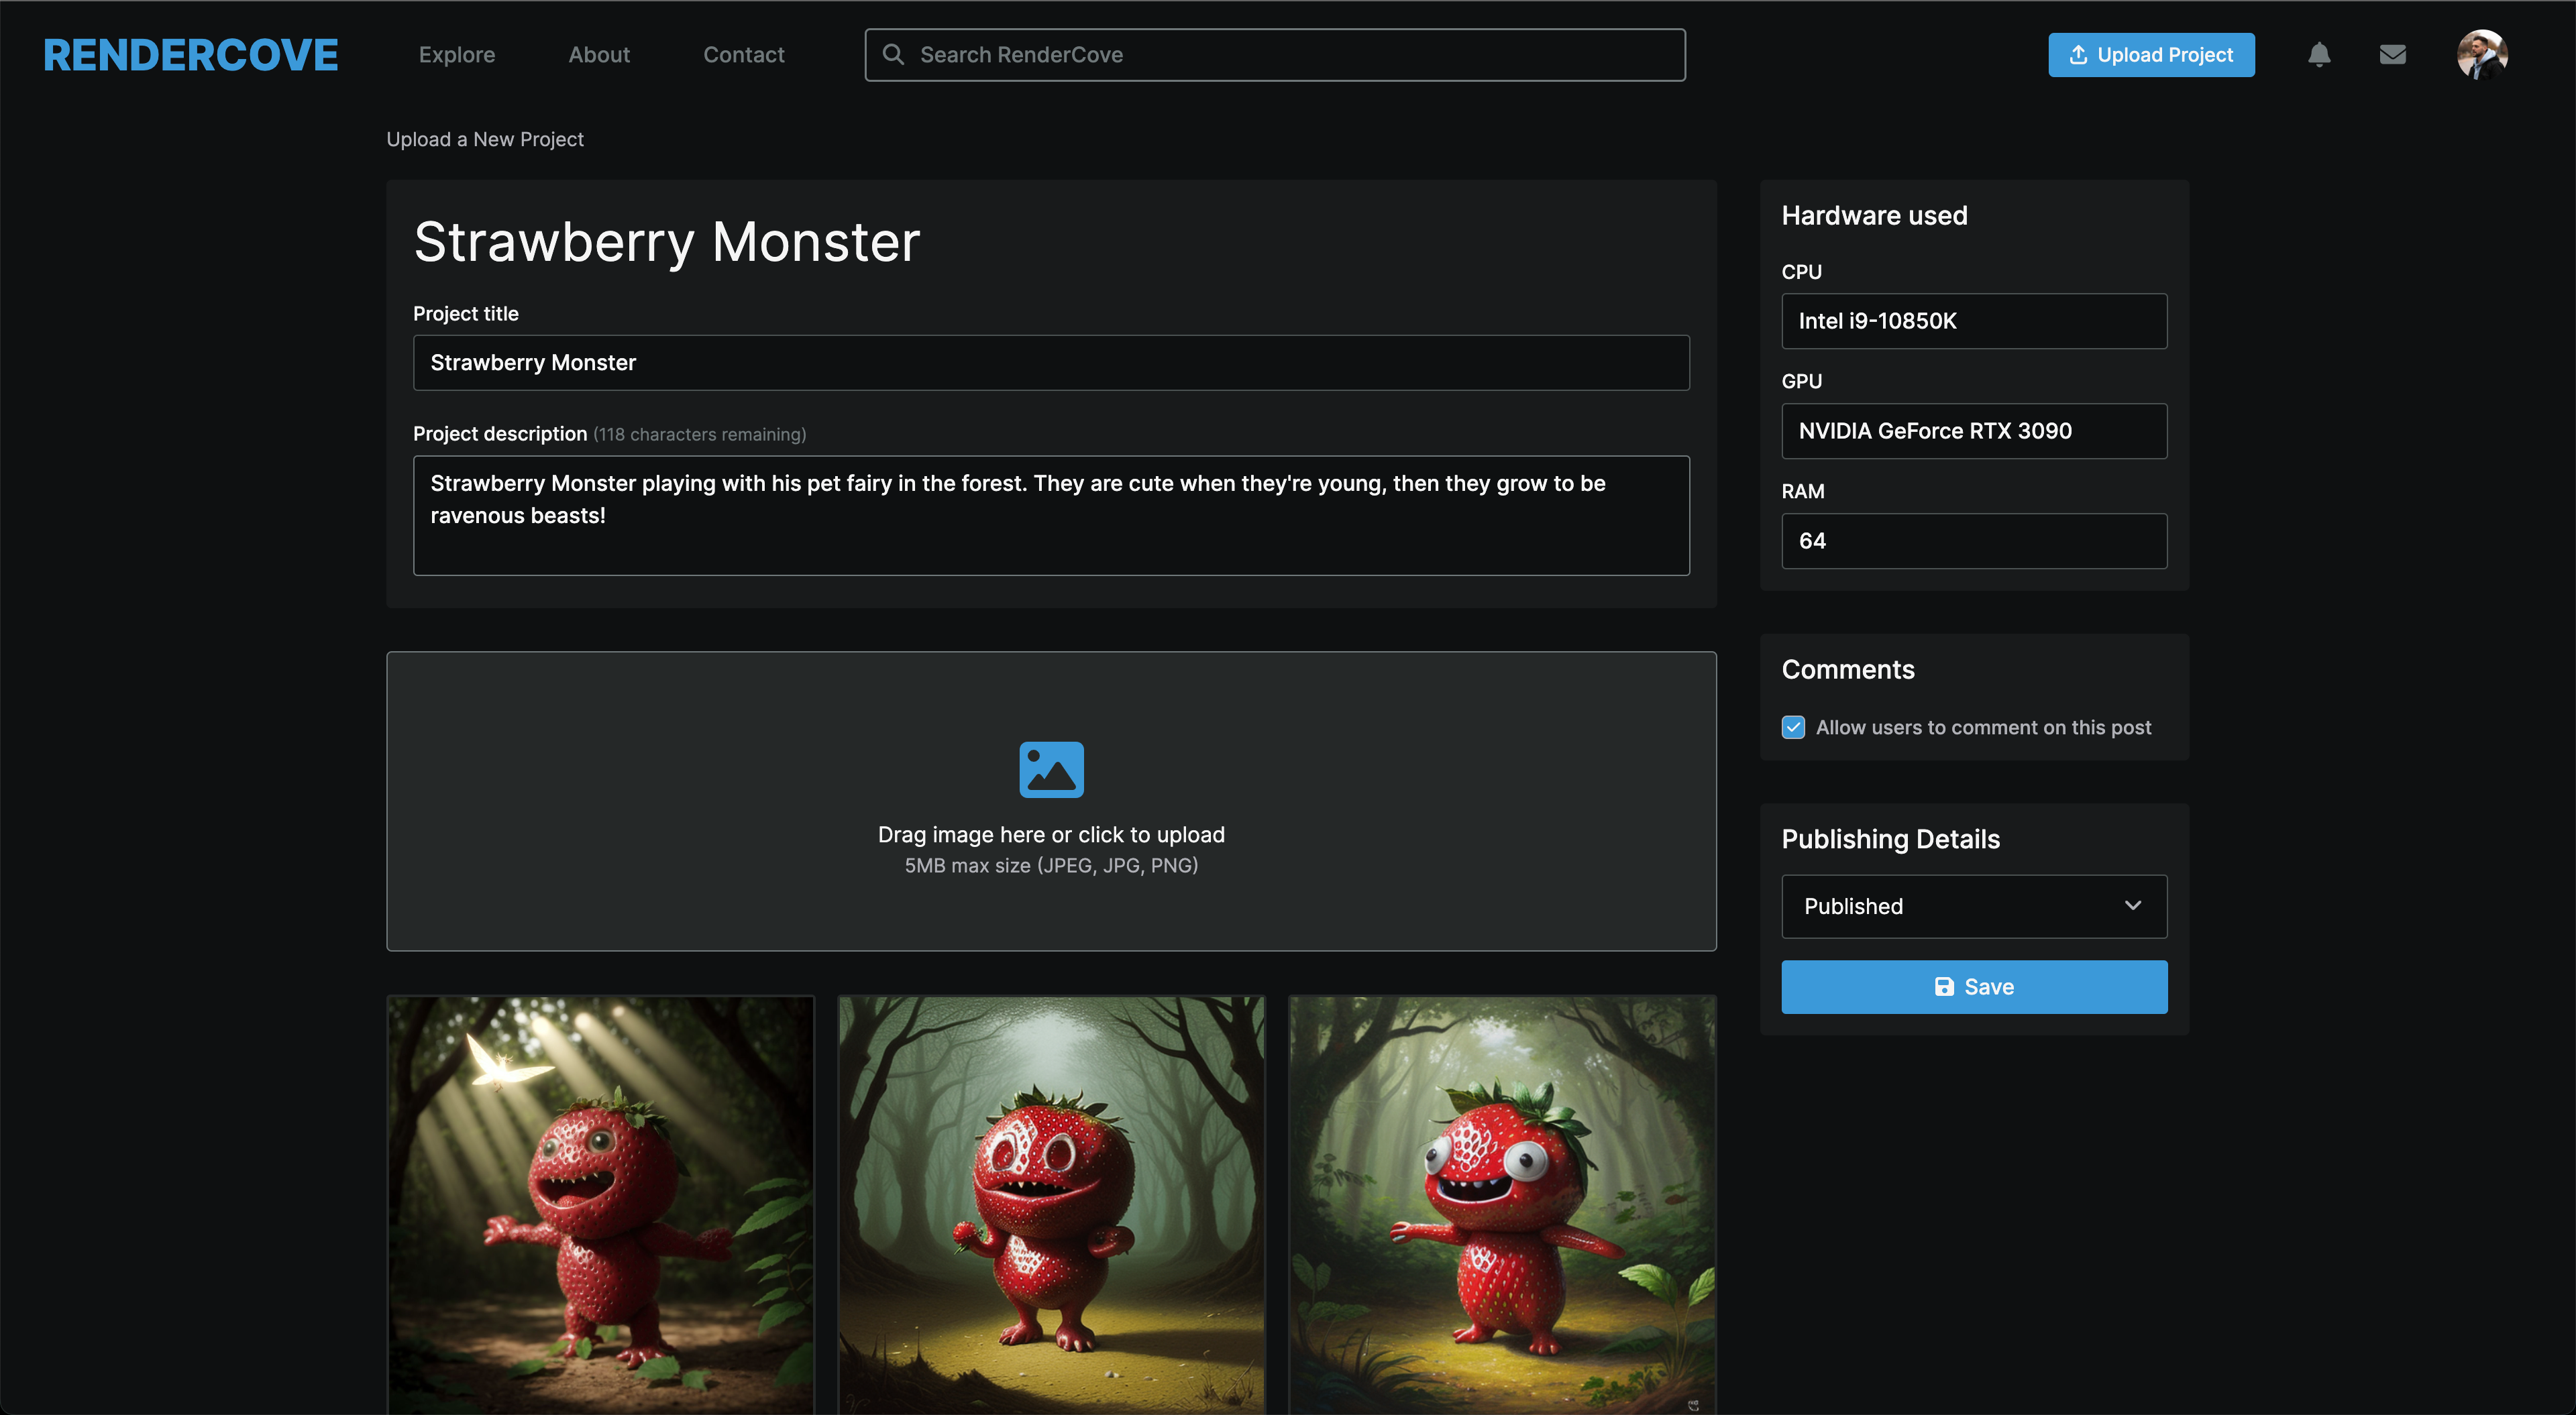 RENDERCOVE
Explore
About
Contact
Search RenderCove
Upload Project
Upload a New Project
Strawberry Monster
Project title
Strawberry Monster
Project description (118 characters remaining)
Strawberry Monster playing with his pet fairy in the forest. They are cute when they're young, then they grow to be
ravenous beasts!
Drag image here or click to upload
5MB max size (JPEG, JPG, PNG)
Hardware used
CPU
Intel i9-10850K
GPU
NVIDIA GeForce RTX 3090
RAM
64
Comments
Allow users to comment on this post
Publishing Details
Published
Save